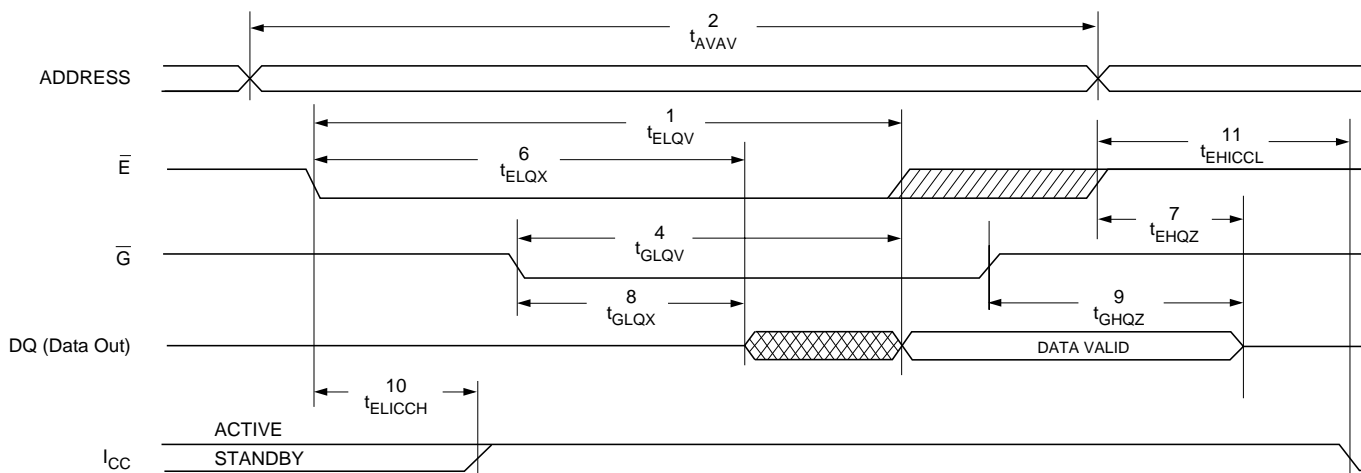 2
tAVAV
ADDRESS
1
tELQV
11
tEHICCL
E
6
tELQX
7
tEHQZ
4
tGLQV
G
8
tGLQX
9
tGHQZ
DQ (Data Out)
DATA VALID
10
tELICCH
ACTIVE
ICC
STANDBY